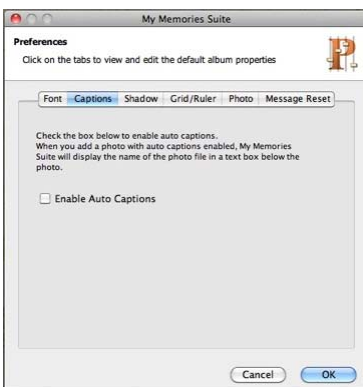 My Memories Suite
Preferences
Click on the tabs to view and edit the default album properties
Font Captions Shadow Grid/Ruler Photo Message Reset
Check the box below to enable auto captions.
When you add a photo with auto captions enabled, My Memories
Suite will display the name of the photo file in a text box below the
photo.
Enable Auto Captions
Cancel OK